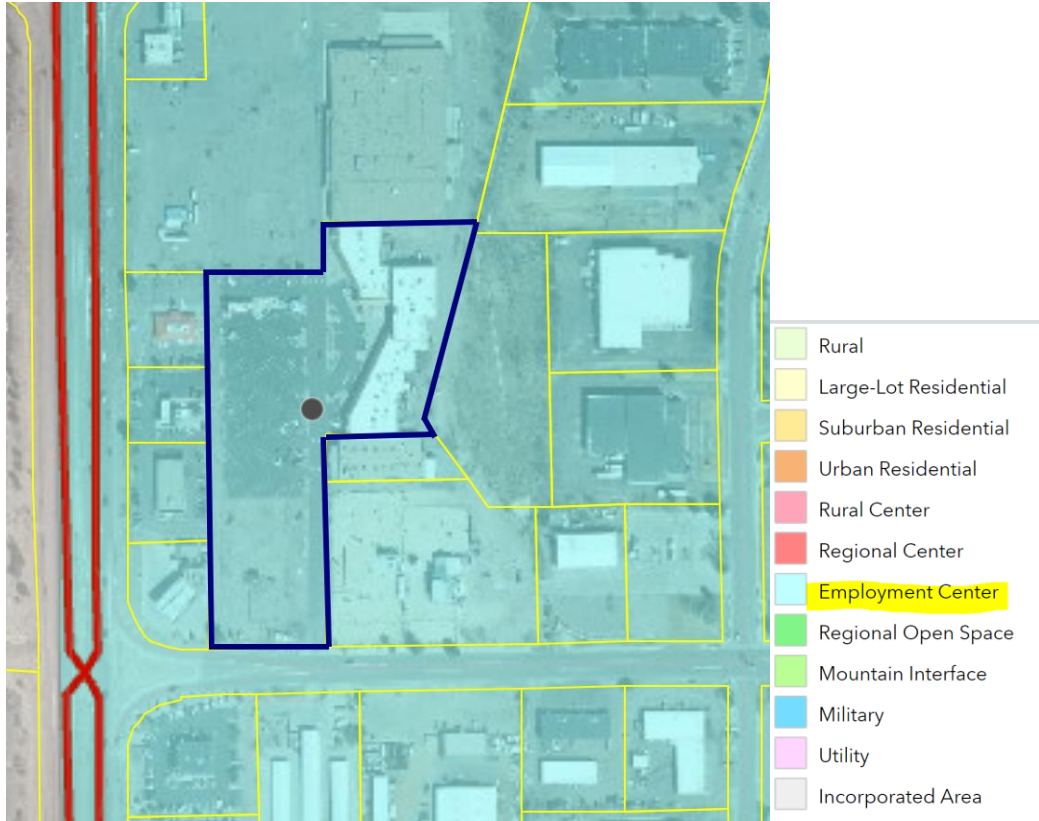 Rural
Large-Lot Residential
Suburban Residential
Urban Residential
Rural Center
Regional Center
Employment Center
Regional Open Space
Mountain Interface
Military
Utility
Incorporated Area